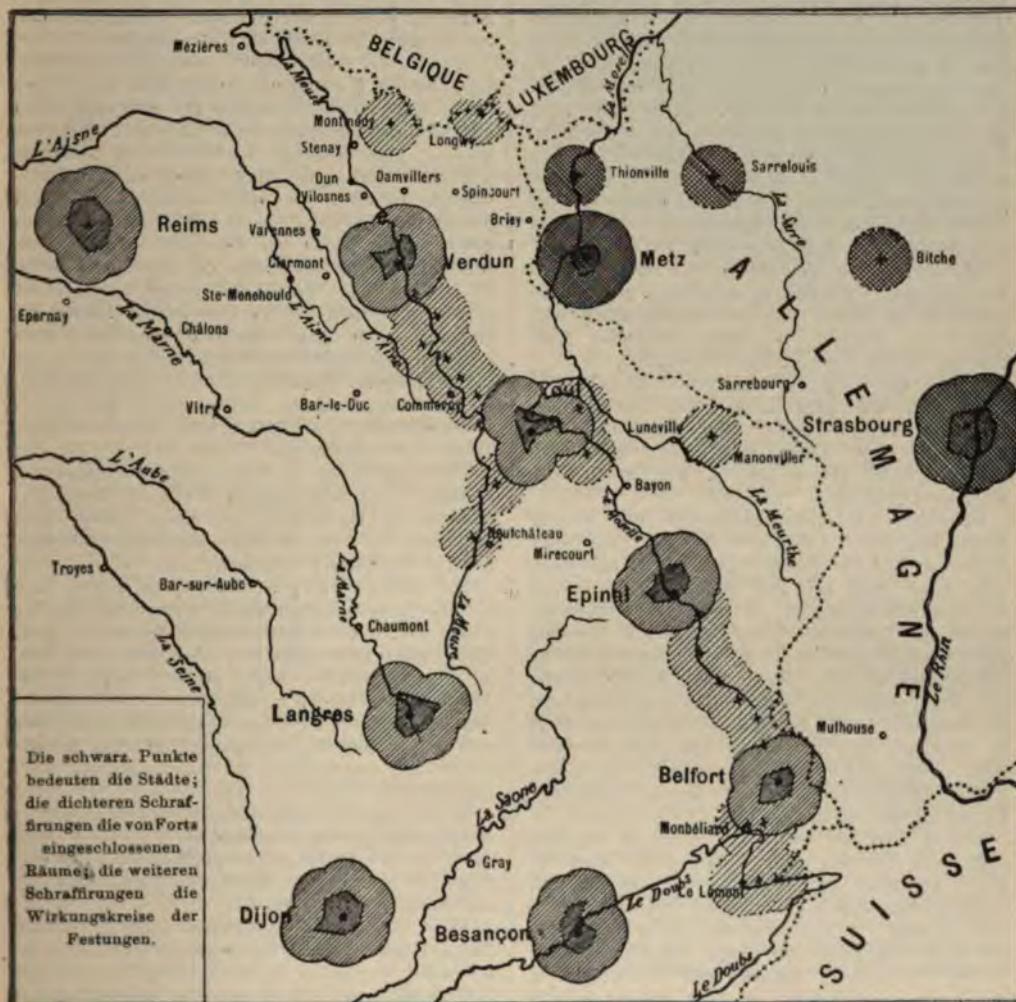 BELGIQUE
LUXEMBOURG
Mézières
La Meuse
Montmédy
Longwy
Stenay
L'Aisne
Dun
Vilosnes
Damvillers
Spincourt
Thionville
Sarrelouis
La Sarre
Reims
Varennes
Briey
Verdun
Metz
Bitche
Clermont
Ste-Menehould
L'Aisne
L'Aire
Epernay
La Marne
Châlons
ALLEMAGNE
Vitry
Bar-le-Duc
Commercy
Toul
Sarrebourg
Strasbourg
Lunéville
Manonviller
L'Aube
Bayon
La Meurthe
La Moselle
Neufchâteau
Mirecourt
Troyes
Bar-sur-Aube
La Marne
Epinal
Le Rhin
La Seine
Chaumont
La Meuse
Langres
Mulhouse
Belfort
Die schwarz. Punkte
bedeuten die Städte;
die dichteren Schraf-
firungen die von Forts
eingeschlossenen
Räume; die weiteren
Schraffirungen die
Wirkungskreise der
Festungen.
La Saone
Monbéliard
Gray
Le Doubs
Le Lomont
Dijon
Besançon
Le Doubs
SUISSE